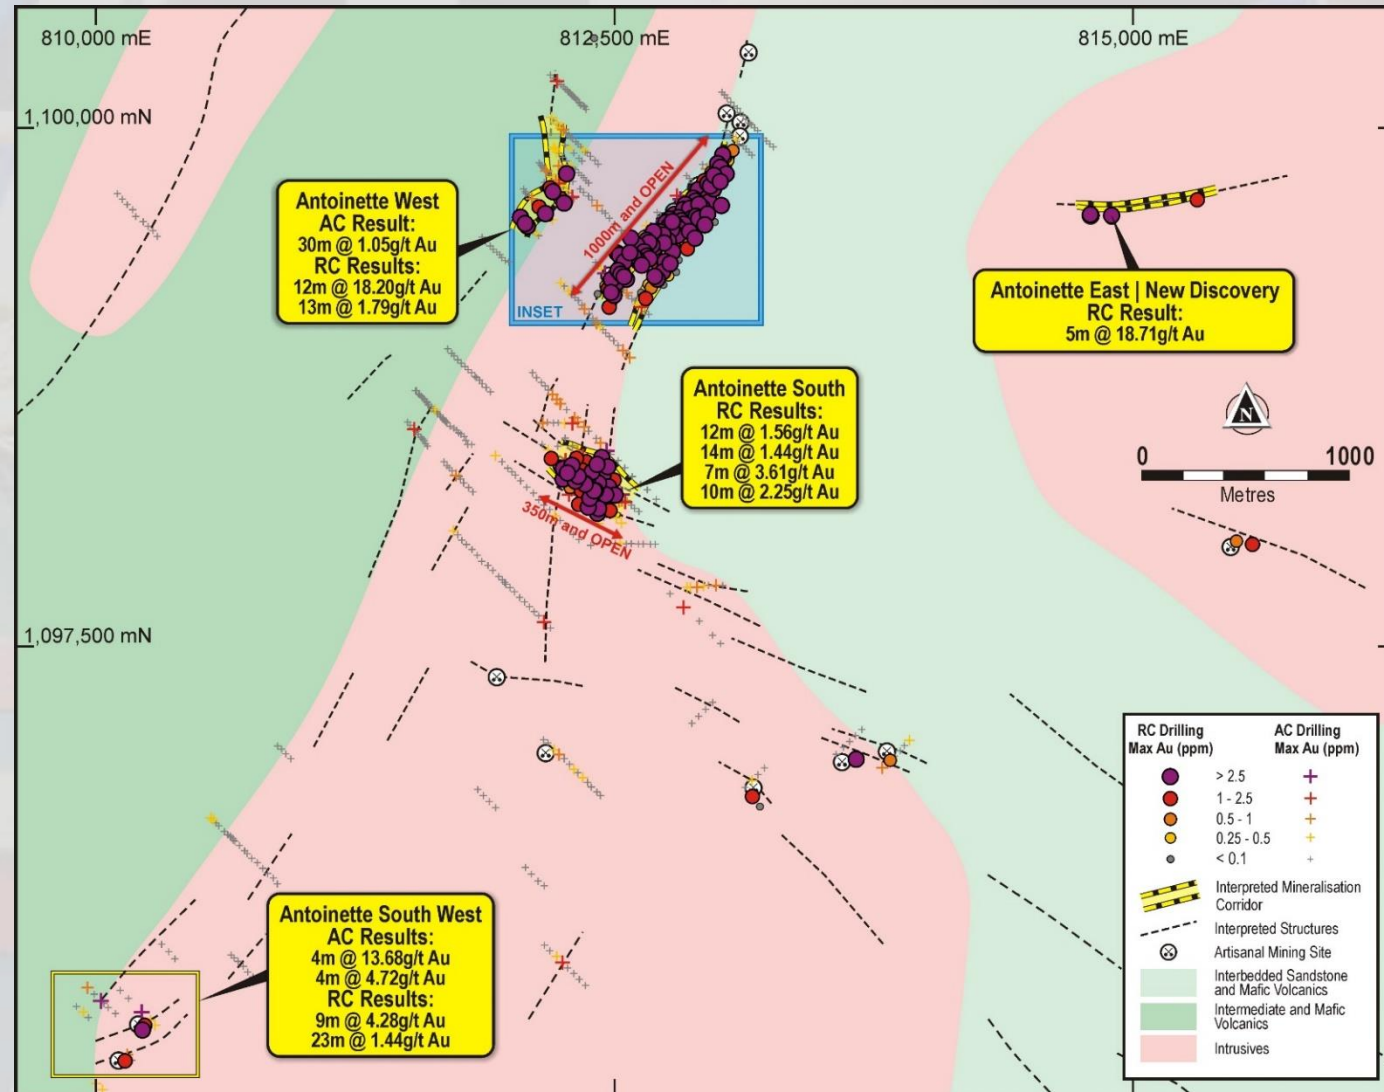 810,000 mE
812,500 mE
815,000 mE
1,100,000 mN
Antoinette West
AC Result:
30m @ 1.05g/t Au
RC Results:
12m @ 18.20g/t Au
13m @ 1.79g/t Au
1000m and OPEN
INSET
Antoinette East | New Discovery
RC Result:
5m @ 18.71g/t Au
Antoinette South
RC Results:
12m @ 1.56g/t Au
14m @ 1.44g/t Au
7m @ 3.61g/t Au
10m @ 2.25g/t Au
350m and OPEN
N
0 1000
Metres
1,097,500 mN
Antoinette South West
AC Results:
4m @ 13.68g/t Au
4m @ 4.72g/t Au
RC Results:
9m @ 4.28g/t Au
23m @ 1.44g/t Au
RC Drilling AC Drilling
Max Au (ppm) Max Au (ppm)
> 2.5
1 - 2.5
0.5 - 1
0.25 - 0.5
< 0.1
Interpreted Mineralisation
Corridor
Interpreted Structures
Artisanal Mining Site
Interbedded Sandstone
and Mafic Volcanics
Intermediate and Mafic
Volcanics
Intrusives